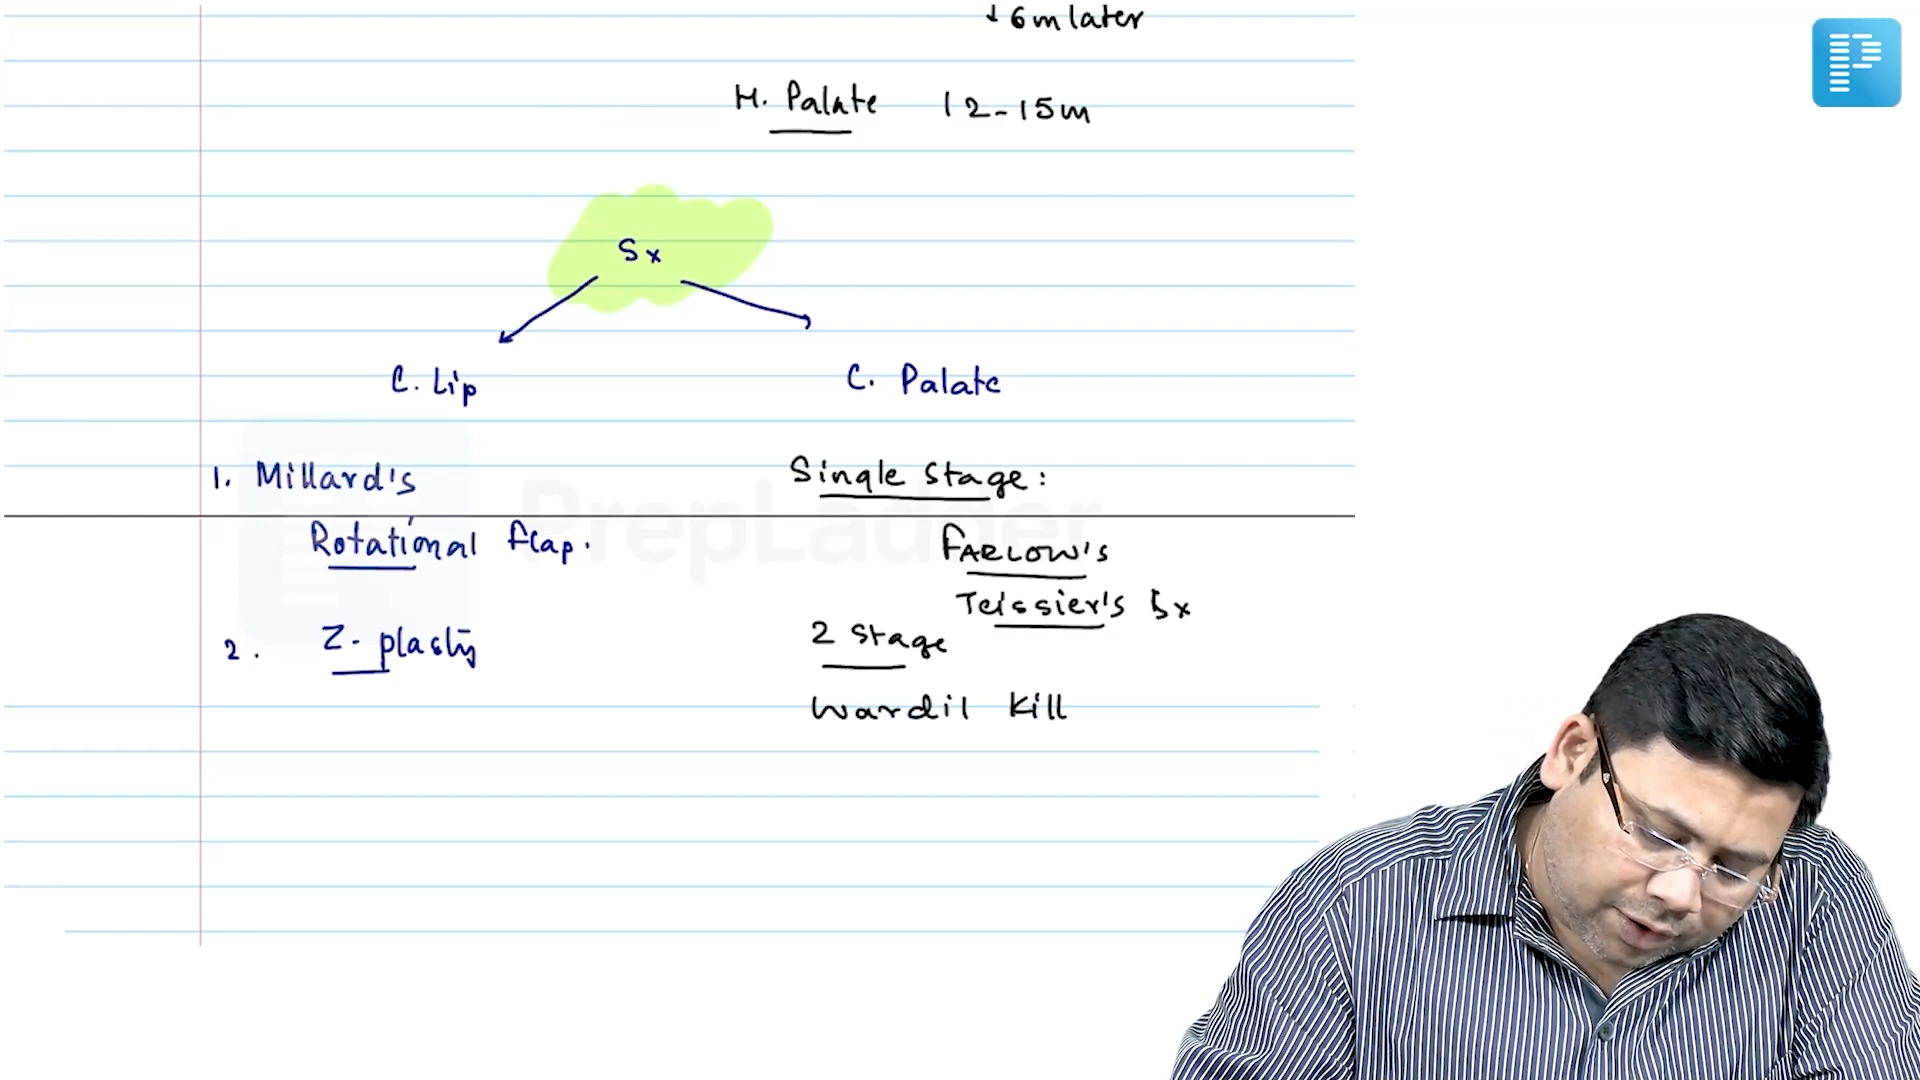 ↓ 6m later
H. Palate 12-15m
Sx
C. Lip
C. Palate
1. Millard's
Rotational flap.
2. Z-plasty
Single Stage:
FARLOW'S
Teissier's Sx
2 Stage
Wardil Kill
PrepLadder